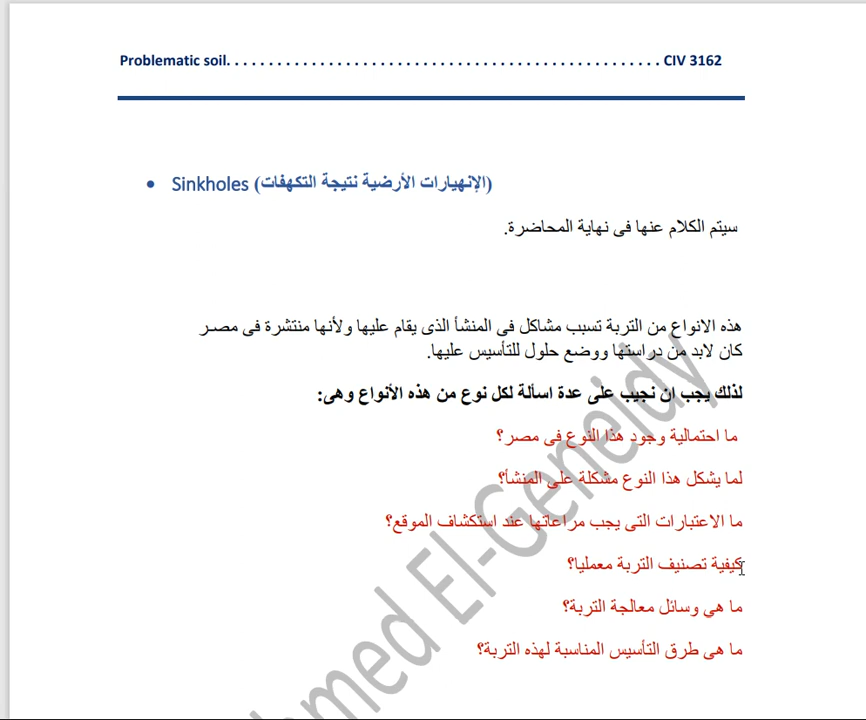 Problematic soil. . . . . . . . . . . . . . . . . . . . . . . . . . . . . . . . . . . . . . . . . . . . . . . . . . . . CIV 3162
• Sinkholes (الإنهيارات الأرضية نتيجة التكهفات)
سيتم الكلام عنها فى نهاية المحاضرة.
هذه الانواع من التربة تسبب مشاكل فى المنشأ الذى يقام عليها ولأنها منتشرة فى مصر
كان لابد من دراستها ووضع حلول للتأسيس عليها.
لذلك يجب ان نجيب على عدة اسألة لكل نوع من هذه الأنواع وهى:
ما احتمالية وجود هذا النوع فى مصر؟
لما يشكل هذا النوع مشكلة على المنشأ؟
ما الاعتبارات التى يجب مراعاتها عند استكشاف الموقع؟
كيفية تصنيف التربة معمليا؟
ما هي وسائل معالجة التربة؟
ما هى طرق التأسيس المناسبة لهذه التربة؟
El-Geneidy